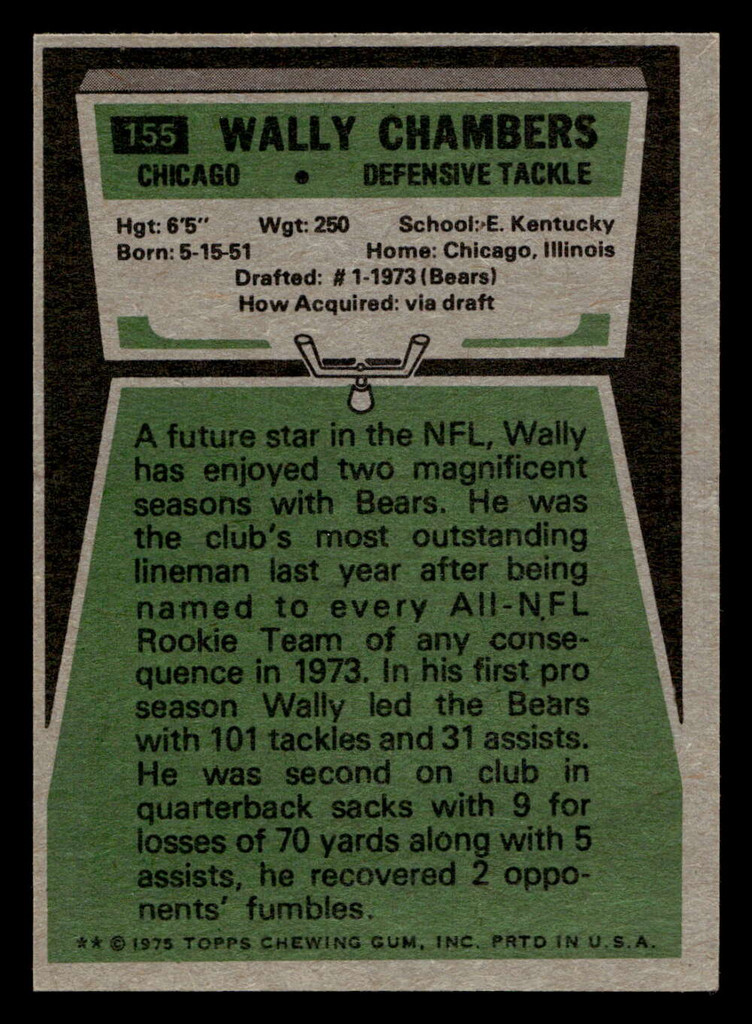 155 WALLY CHAMBERS
CHICAGO • DEFENSIVE TACKLE
Hgt: 6'5" Wgt: 250 School: E. Kentucky
Born: 5-15-51 Home: Chicago, Illinois
Drafted: #1-1973 (Bears)
How Acquired: via draft
A future star in the NFL, Wally
has enjoyed two magnificent
seasons with Bears. He was
the club's most outstanding
lineman last year after being
named to every All-NFL
Rookie Team of any conse-
quence in 1973. In his first pro
season Wally led the Bears
with 101 tackles and 31 assists.
He was second on club in
quarterback sacks with 9 for
losses of 70 yards along with 5
assists, he recovered 2 oppo-
nents' fumbles.
** © 1975 TOPPS CHEWING GUM, INC. PRTD IN U.S.A.